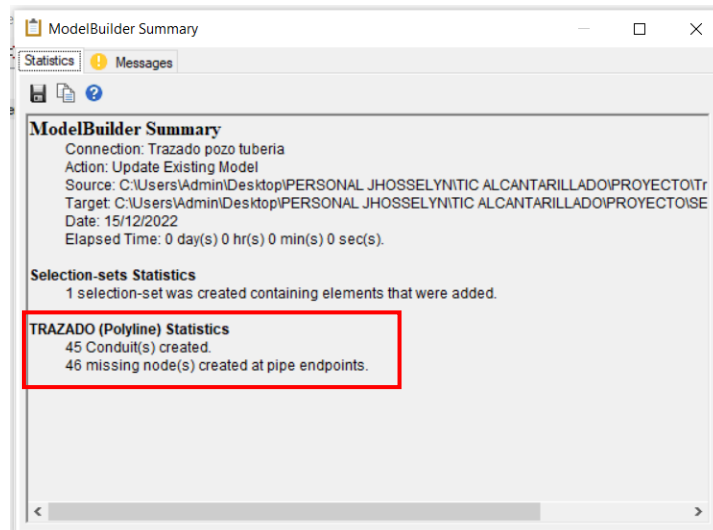 ModelBuilder Summary
Statistics
Messages
ModelBuilder Summary
Connection: Trazado pozo tuberia
Action: Update Existing Model
Source: C:\Users\Admin\Desktop\PERSONAL JHOSSELYN\TIC ALCANTARILLADO\PROYECTO\Tr
Target: C:\Users\Admin\Desktop\PERSONAL JHOSSELYN\TIC ALCANTARILLADO\PROYECTO\SE
Date: 15/12/2022
Elapsed Time: 0 day(s) 0 hr(s) 0 min(s) 0 sec(s).
Selection-sets Statistics
1 selection-set was created containing elements that were added.
TRAZADO (Polyline) Statistics
45 Conduit(s) created.
46 missing node(s) created at pipe endpoints.